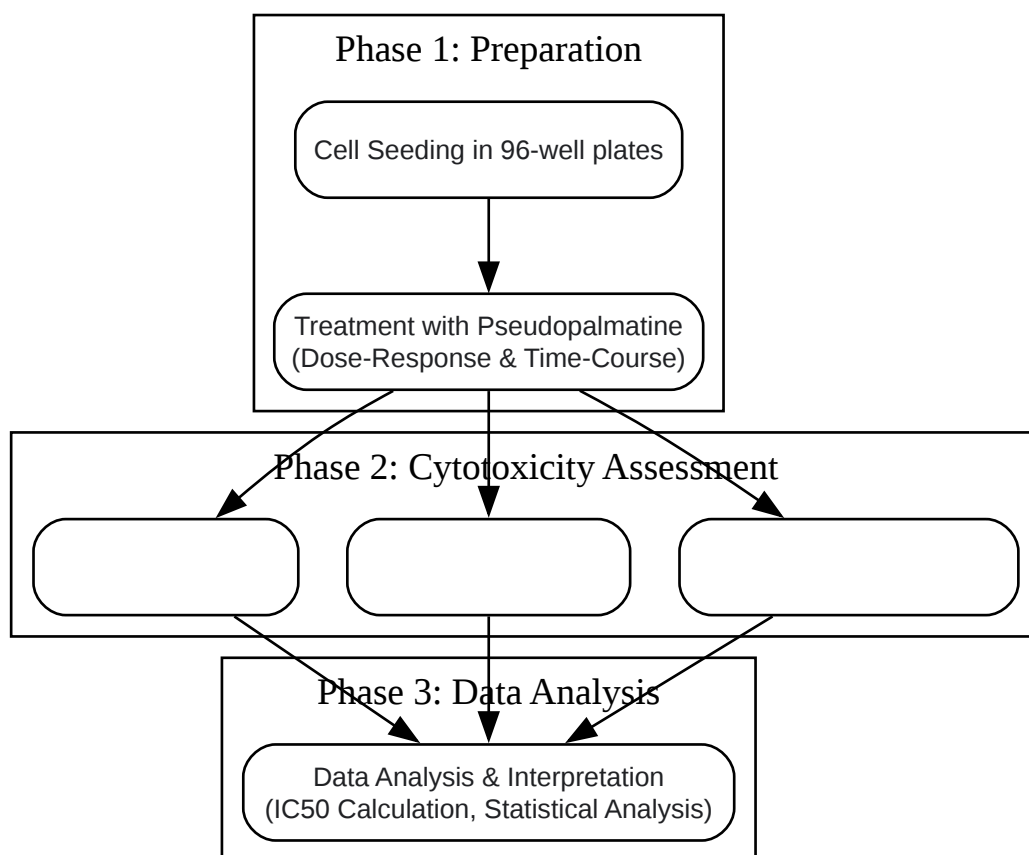 Phase 1: Preparation
Cell Seeding in 96-well plates
Treatment with Pseudopalmatine
(Dose-Response & Time-Course)
Phase 2: Cytotoxicity Assessment
Phase 3: Data Analysis
Data Analysis & Interpretation
(IC50 Calculation, Statistical Analysis)